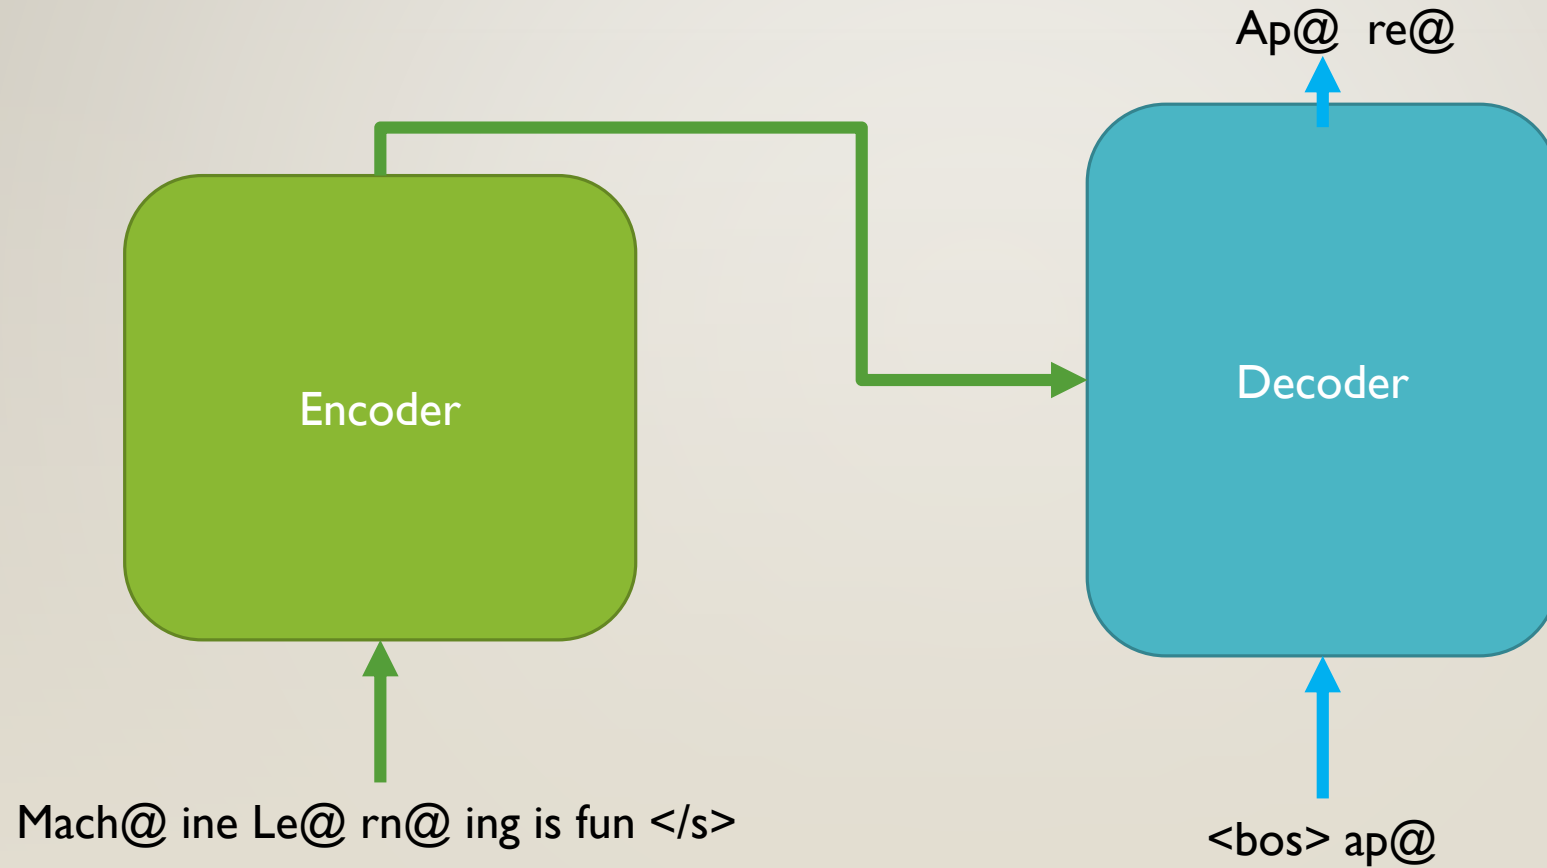 Ap@ re@
Encoder
Decoder
Mach@ ine Le@ rn@ ing is fun </s>
<bos> ap@